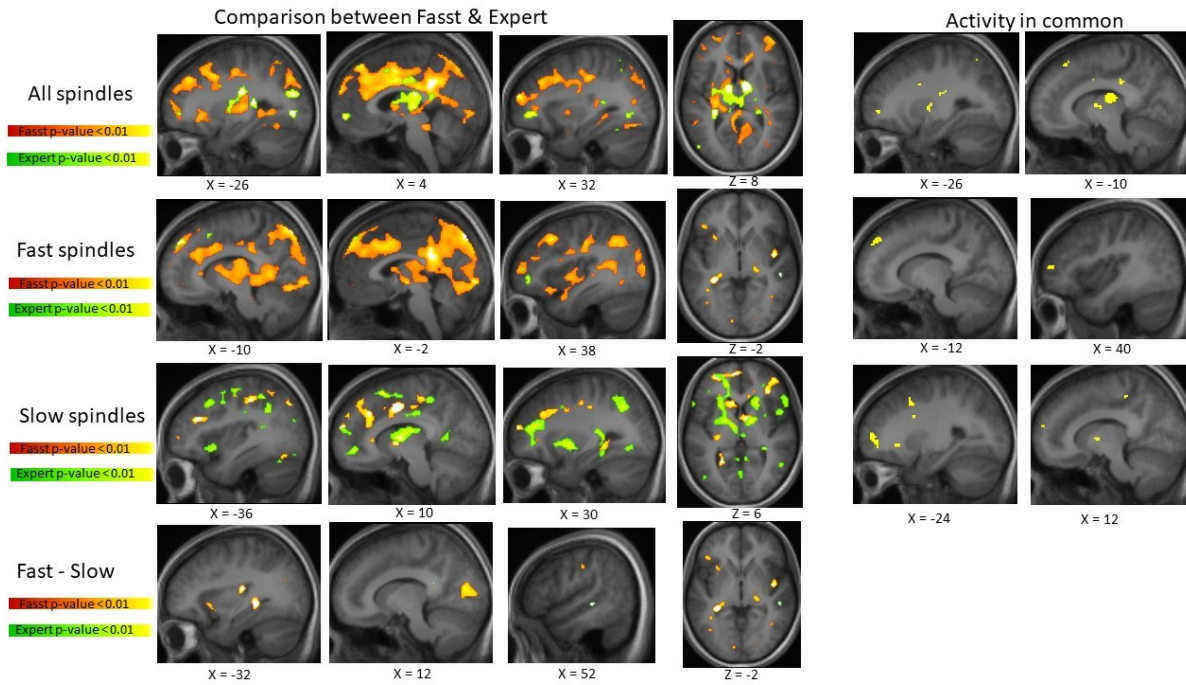 Comparison between Fasst & Expert
Activity in common
All spindles
Fasst p-value < 0.01
Expert p-value < 0.01
X = -26
X = 4
X = 32
Z = 8
X = -26
X = -10
Fast spindles
Fasst p-value < 0.01
Expert p-value < 0.01
X = -10
X = -2
X = 38
Z = -2
X = -12
X = 40
Slow spindles
Fasst p-value < 0.01
Expert p-value < 0.01
X = -36
X = 10
X = 30
Z = 6
X = -24
X = 12
Fast - Slow
Fasst p-value < 0.01
Expert p-value < 0.01
X = -32
X = 12
X = 52
Z = -2